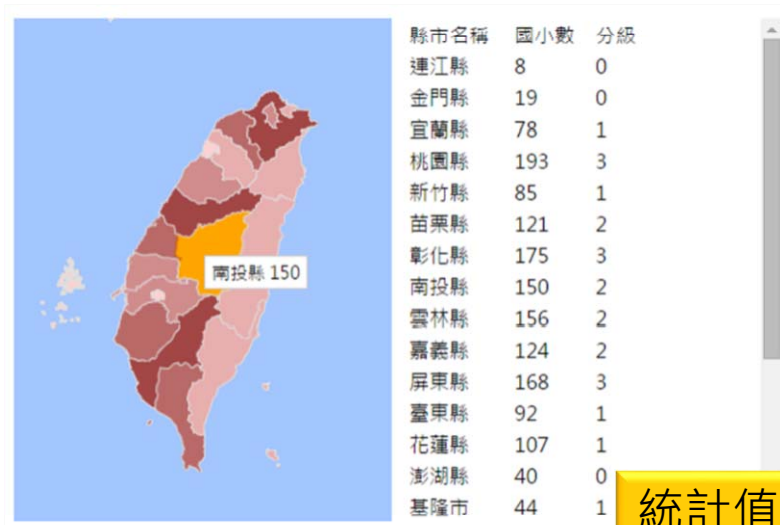 縣市名稱 國小數 分級
連江縣 8 0
金門縣 19 0
宜蘭縣 78 1
桃園縣 193 3
新竹縣 85 1
苗栗縣 121 2
彰化縣 175 3
南投縣 150 2
南投縣 150
雲林縣 156 2
嘉義縣 124 2
屏東縣 168 3
臺東縣 92 1
花蓮縣 107 1
澎湖縣 40 0
基隆市 44 1
統計值